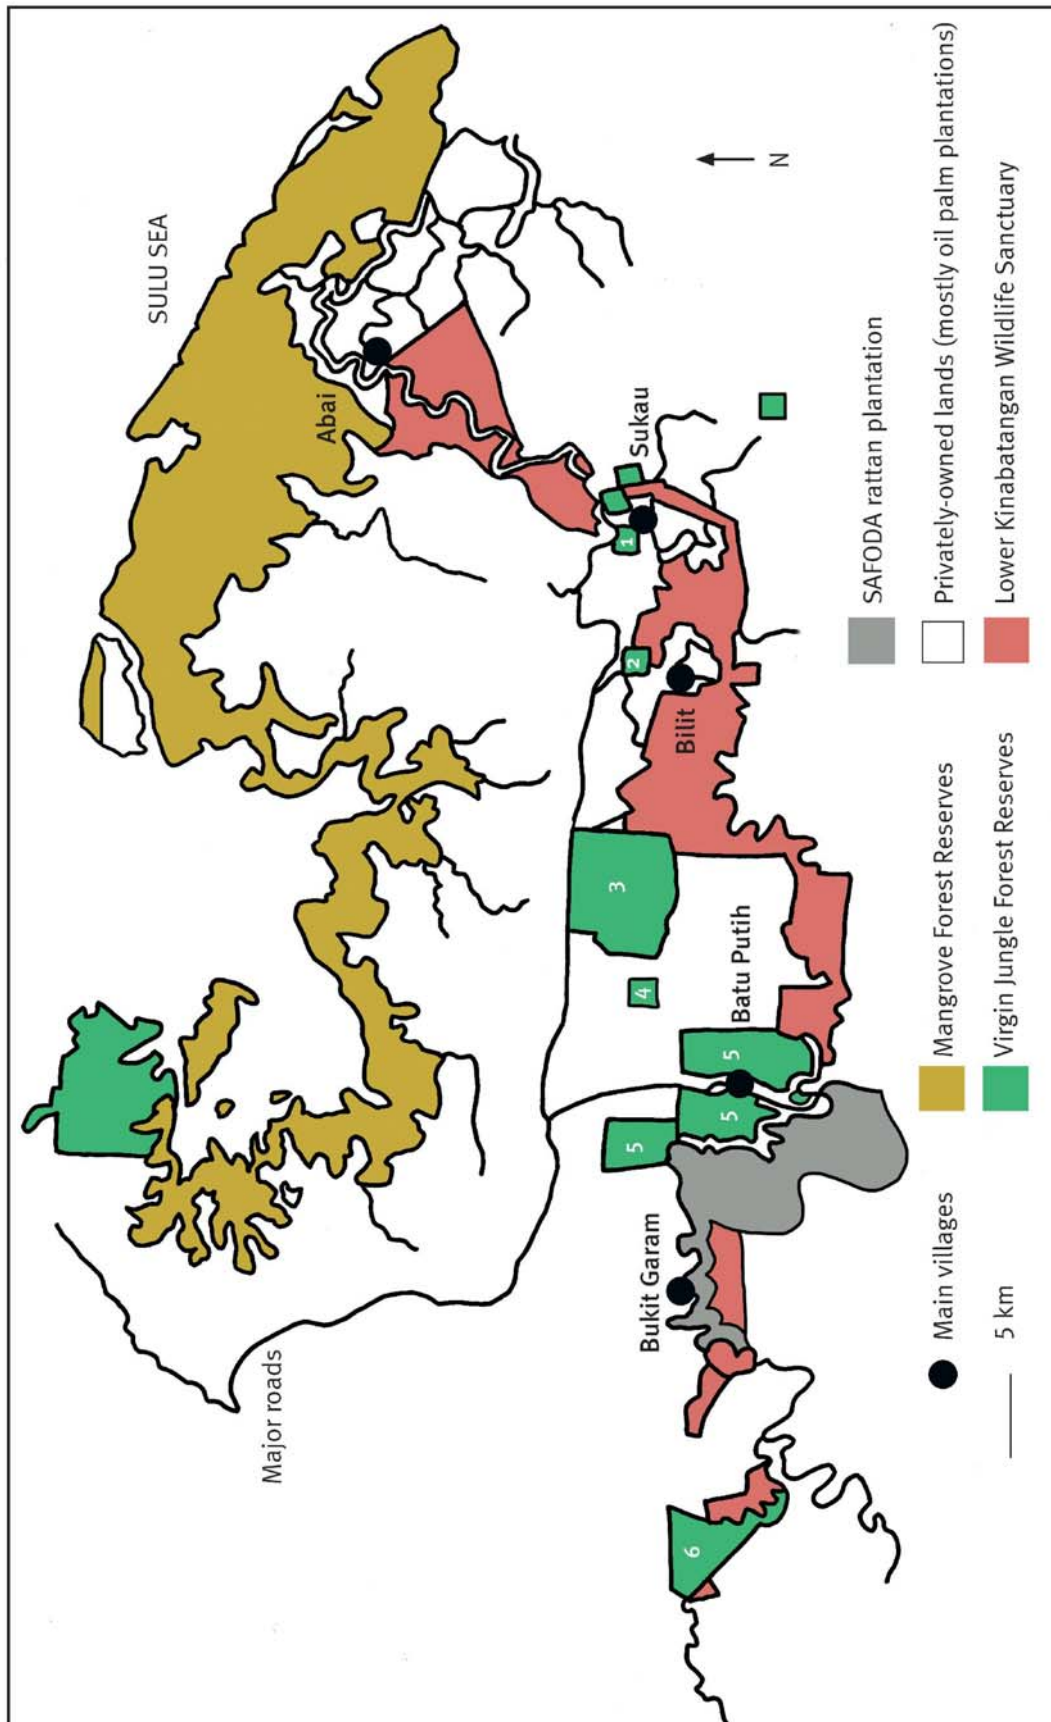 SULU SEA
Abai
Sukau
N
1
2
Bilit
3
4
Batu Putih
5
5
5
Bukit Garam
6
Major roads
Main villages
5 km
Mangrove Forest Reserves
Virgin Jungle Forest Reserves
SAFODA rattan plantation
Privately-owned lands (mostly oil palm plantations)
Lower Kinabatangan Wildlife Sanctuary